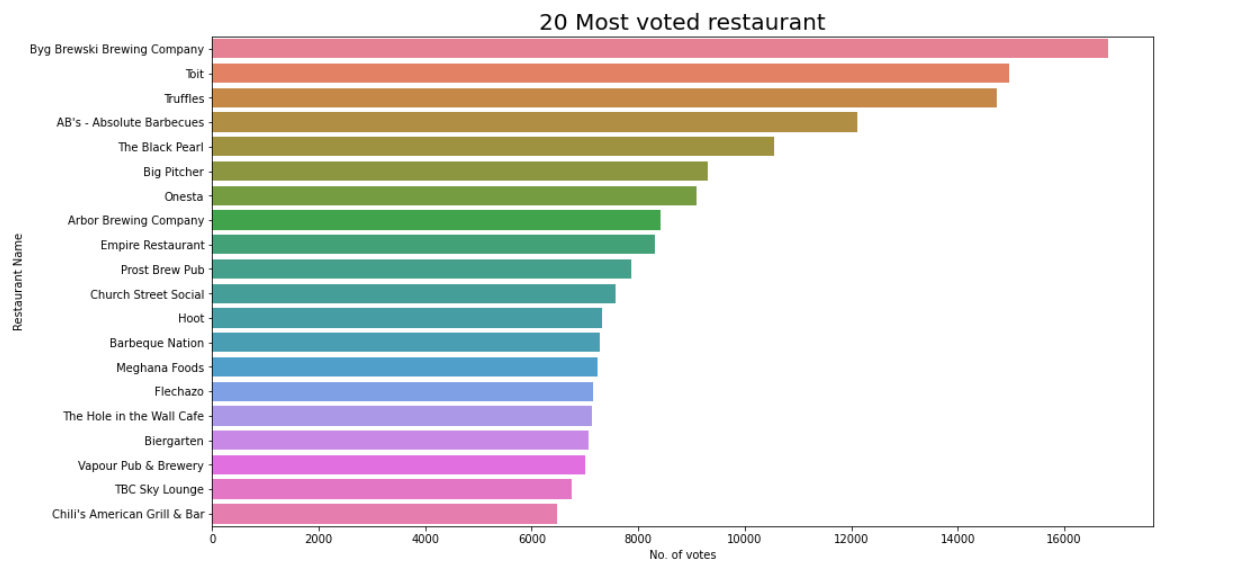 20 Most voted restaurant
Byg Brewski Brewing Company
Toit
Truffles
AB's - Absolute Barbecues
The Black Pearl
Big Pitcher
Onesta
Arbor Brewing Company
Empire Restaurant
Prost Brew Pub
Church Street Social
Hoot
Barbeque Nation
Meghana Foods
Flechazo
The Hole in the Wall Cafe
Biergarten
Vapour Pub & Brewery
TBC Sky Lounge
Chili's American Grill & Bar
Restaurant Name
0 2000 4000 6000 8000 10000 12000 14000 16000
No. of votes